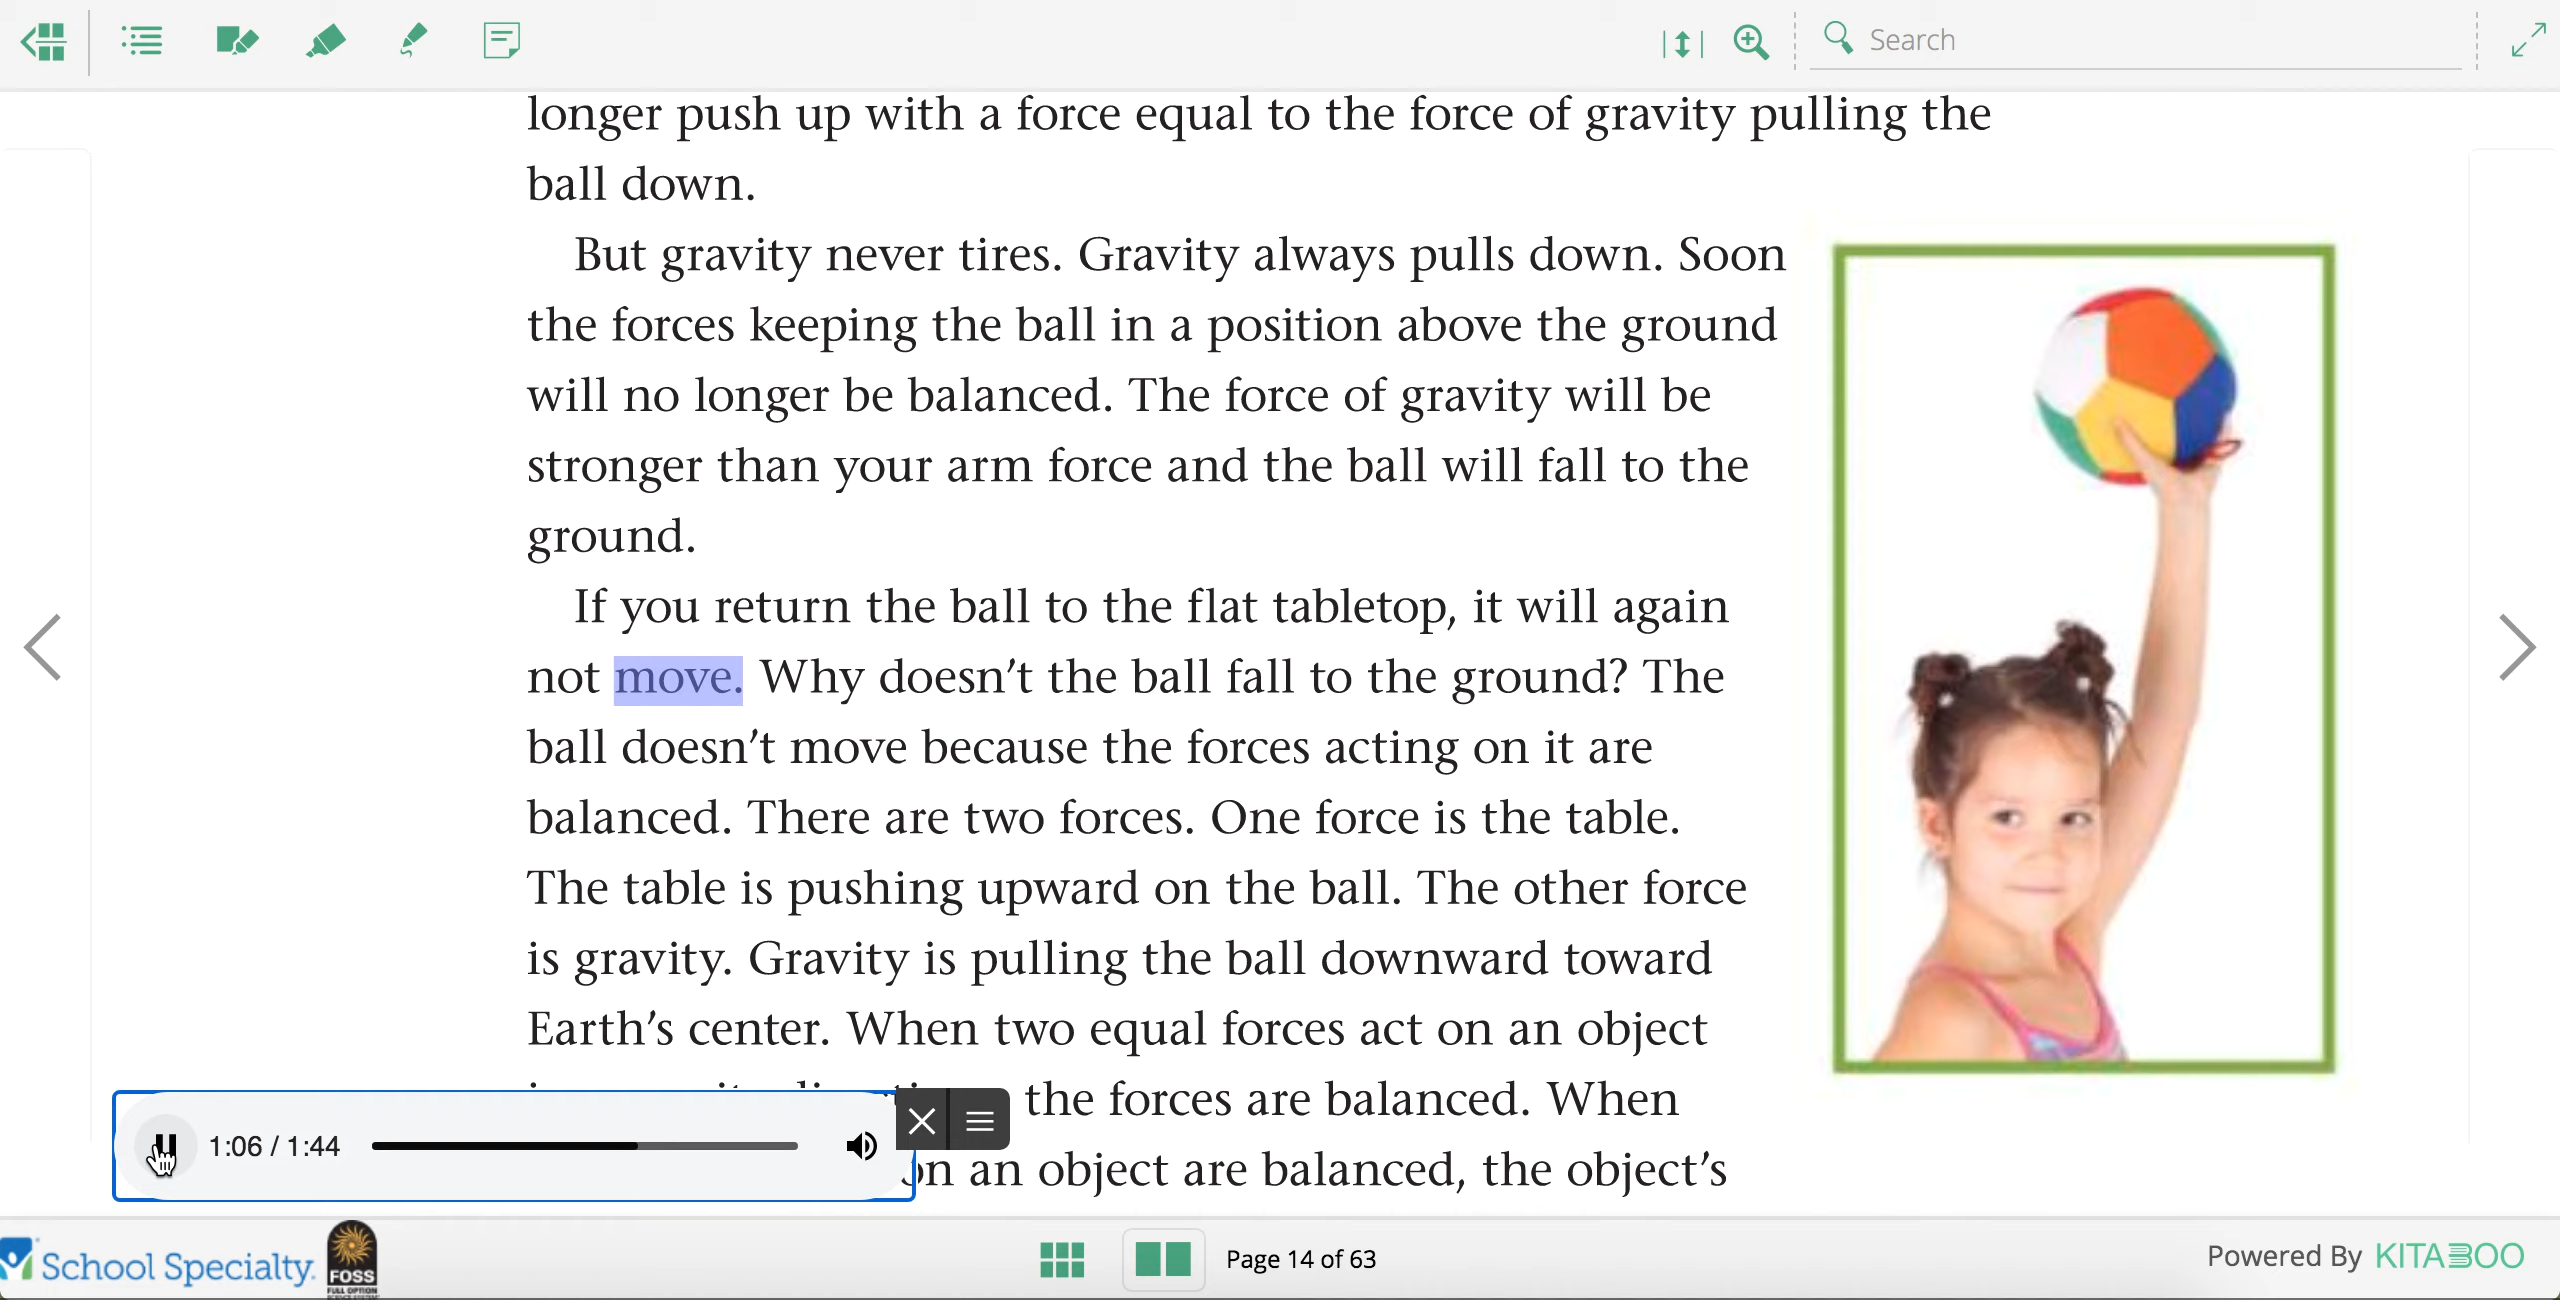 Search
longer push up with a force equal to the force of gravity pulling the
ball down.
But gravity never tires. Gravity always pulls down. Soon
the forces keeping the ball in a position above the ground
will no longer be balanced. The force of gravity will be
stronger than your arm force and the ball will fall to the
ground.
If you return the ball to the flat tabletop, it will again
not move. Why doesn’t the ball fall to the ground? The
ball doesn’t move because the forces acting on it are
balanced. There are two forces. One force is the table.
The table is pushing upward on the ball. The other force
is gravity. Gravity is pulling the ball downward toward
Earth’s center. When two equal forces act on an object
the forces are balanced. When
on an object are balanced, the object’s
1:06 / 1:44
School Specialty.
FOSS
FULL OPTION
Page 14 of 63
Powered By KITABOO